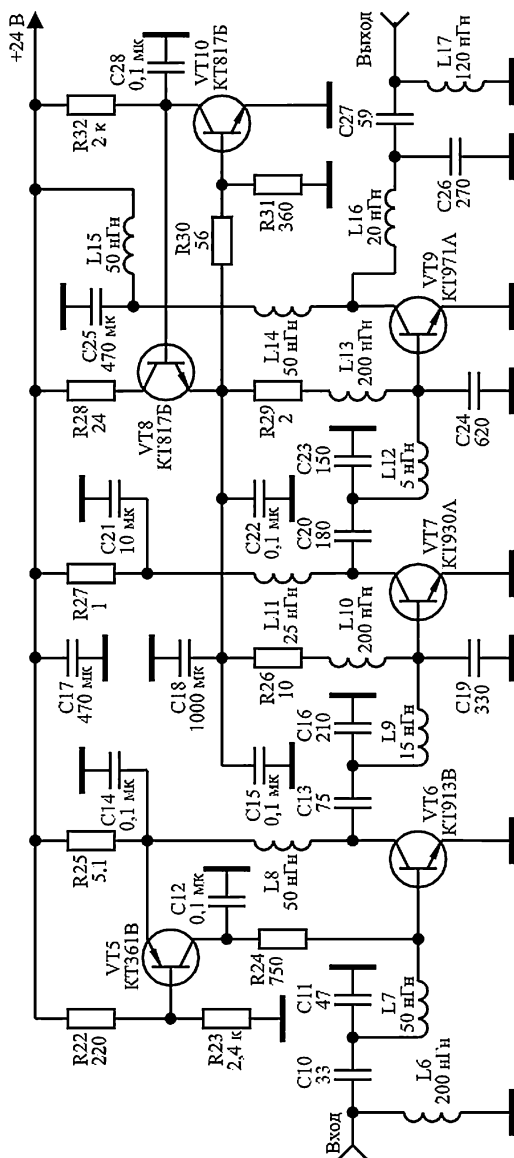 +24 В
R32
2 к
C28
0,1 мк
VT10
КТ817Б
L15
50 нГн
C25
470 мк
R30
56
R31
360
Выход
L17
120 нГн
C27
59
C26
270
L16
20 нГн
R28
24
VT8
КТ817Б
L14
50 нГн
R29
2
L13
200 нГн
VT9
КТ971А
C24
620
C23
150
L12
5 нГн
C21
10 мк
C22
0,1 мк
C20
180
R27
1
L11
25 нГн
L10
200 нГн
VT7
КТ930А
C17
470 мк
C18
1000 мк
R26
10
C19
330
C16
210
L9
15 нГн
C14
0,1 мк
C15
0,1 мк
C13
75
R25
5,1
L8
50 нГн
VT6
КТ913В
VT5
КТ361В
C12
0,1 мк
R24
750
C11
47
L7
50 нГн
R22
220
R23
2,4 к
C10
33
L6
200 нГн
Вход